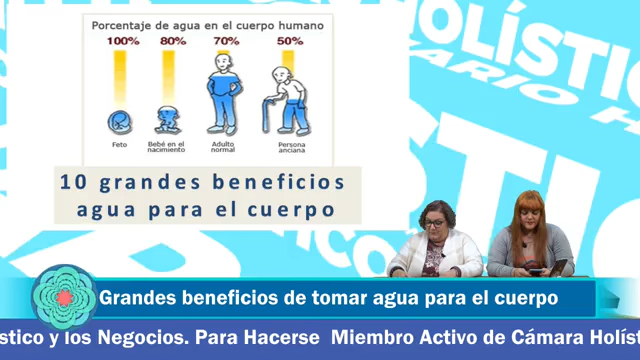 Porcentaje de agua en el cuerpo humano
100% 80% 70% 50%
Feto
Bebé en el
nacimiento
Adulto
normal
Persona
anciana
10 grandes beneficios
agua para el cuerpo
HOLÍSTIC
ARIO H
Grandes beneficios de tomar agua para el cuerpo
stico y los Negocios. Para Hacerse Miembro Activo de Cámara Holíst